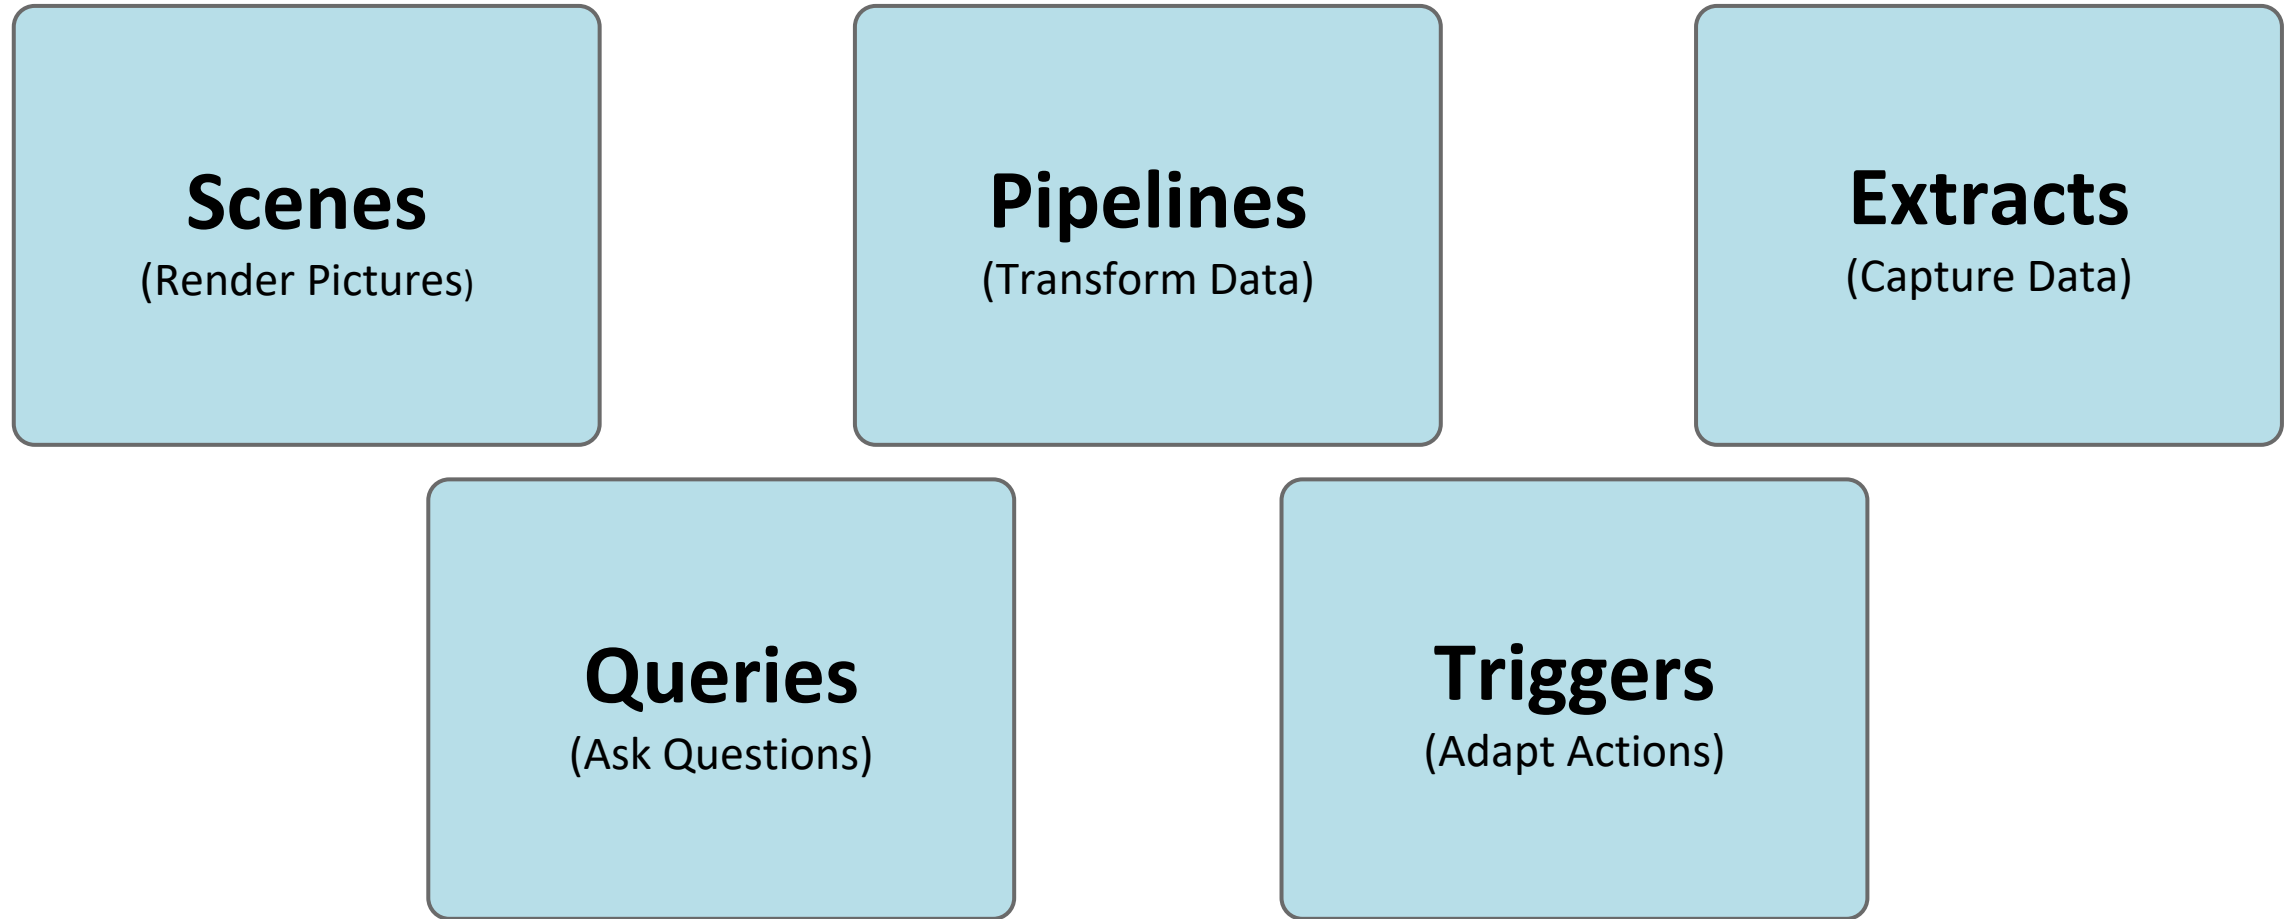 Scenes
(Render Pictures)
Pipelines
(Transform Data)
Extracts
(Capture Data)
Queries
(Ask Questions)
Triggers
(Adapt Actions)